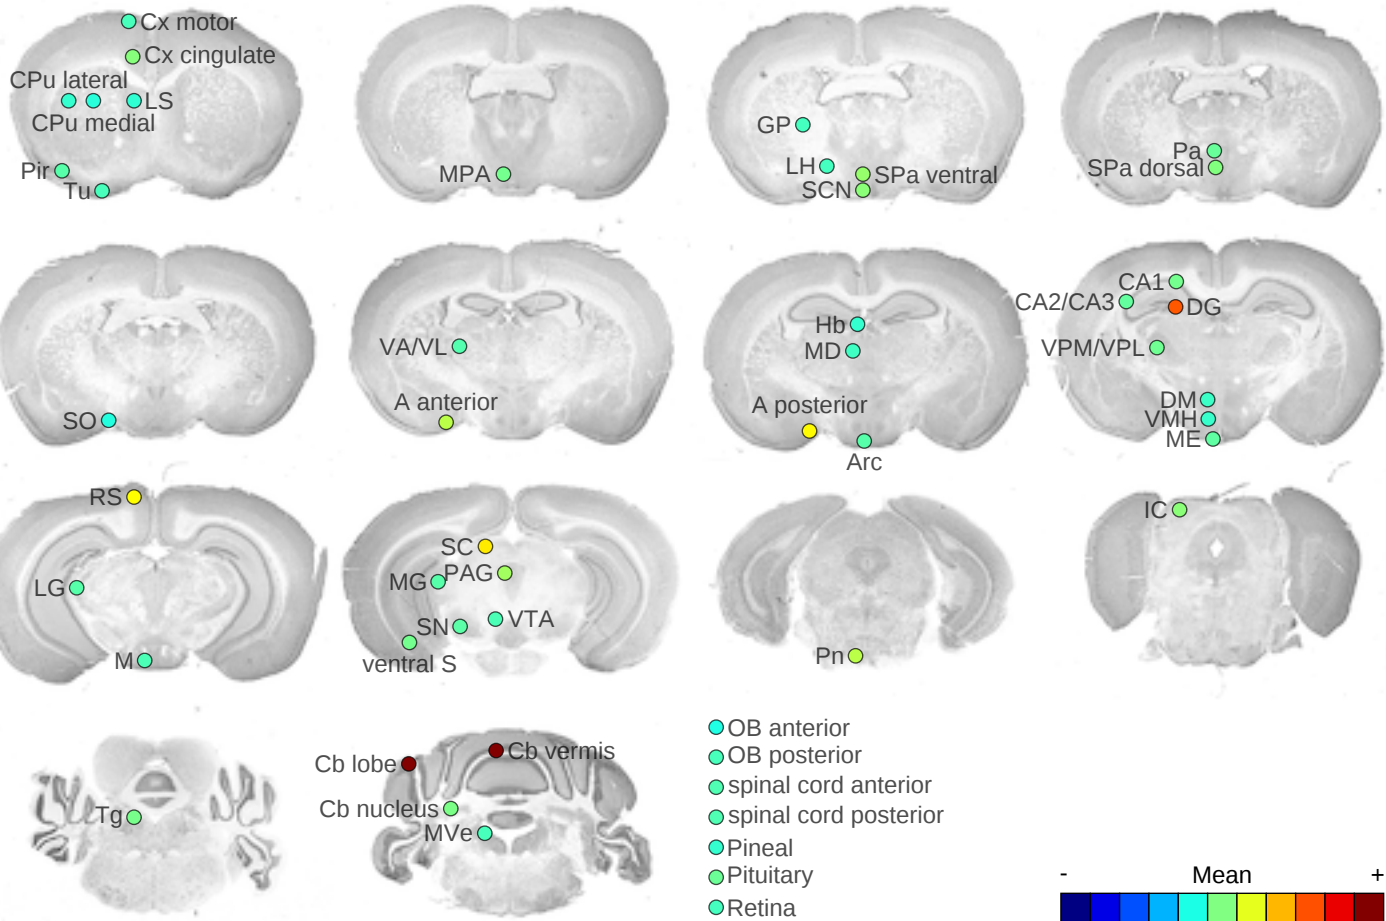 Cx motor
Cx cingulate
CPu lateral
LS
CPu medial
Pir
Tu
MPA
GP
LH
SPa ventral
SCN
Pa
SPa dorsal
SO
VA/VL
A anterior
Hb
MD
A posterior
Arc
CA1
CA2/CA3
DG
VPM/VPL
DM
VMH
ME
RS
LG
M
SC
PAG
MG
VTA
SN
ventral S
Pn
IC
Tg
Cb lobe
Cb vermis
Cb nucleus
MVe
OB anterior
OB posterior
spinal cord anterior
spinal cord posterior
Pineal
Pituitary
Retina
- Mean +